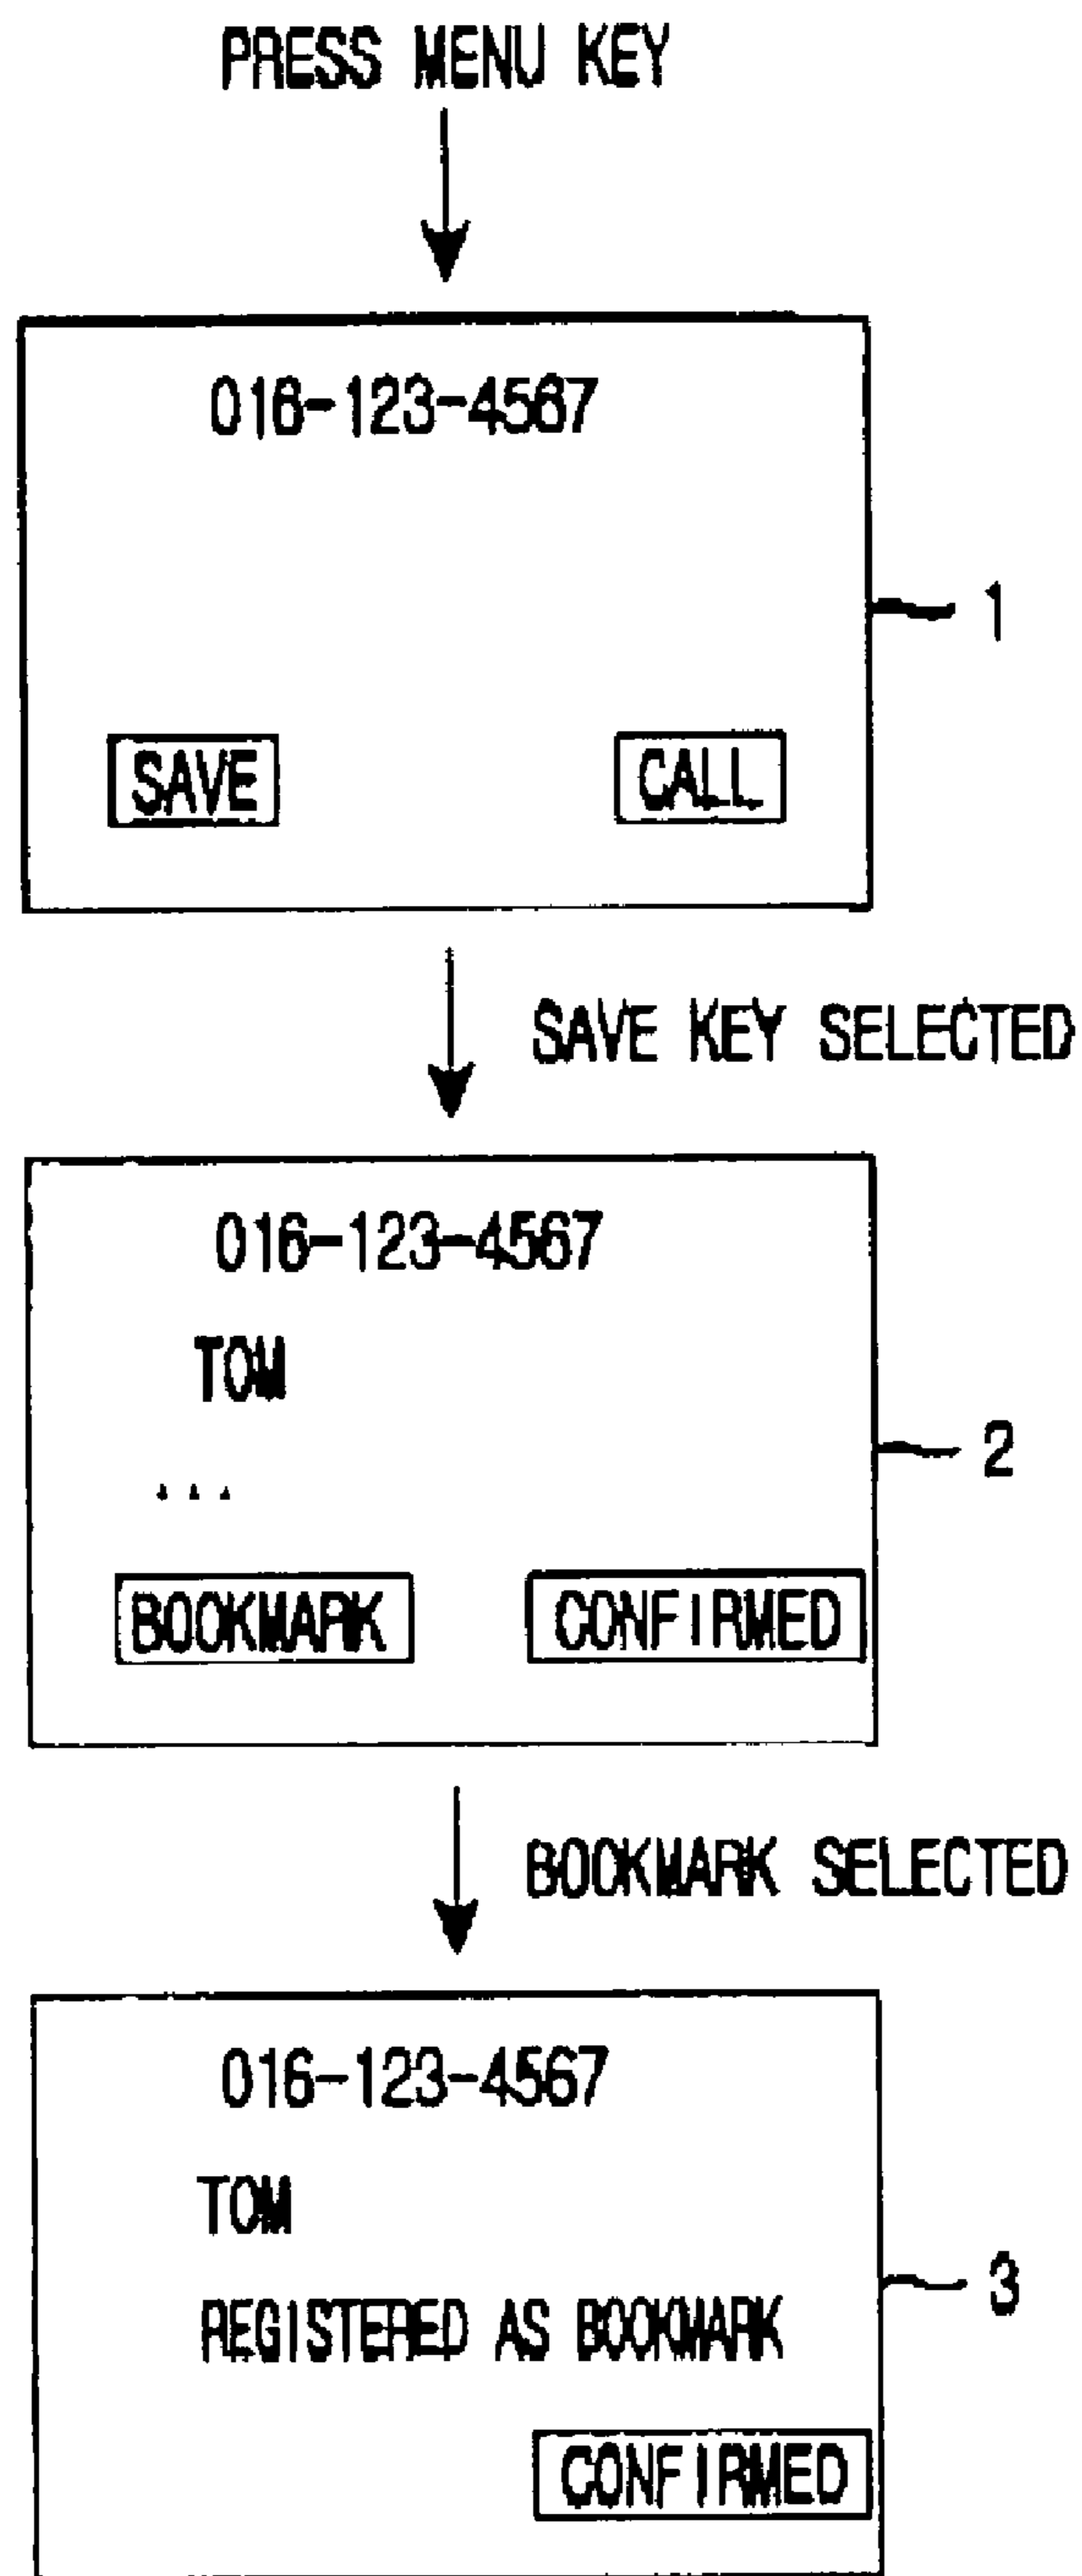 PRESS MENU KEY
016-123-4567
1
SAVE CALL
SAVE KEY SELECTED
016-123-4567
TOM
2
...
BOOKMARK CONFIRMED
BOOKMARK SELECTED
016-123-4567
TOM
3
REGISTERED AS BOOKMARK
CONFIRMED